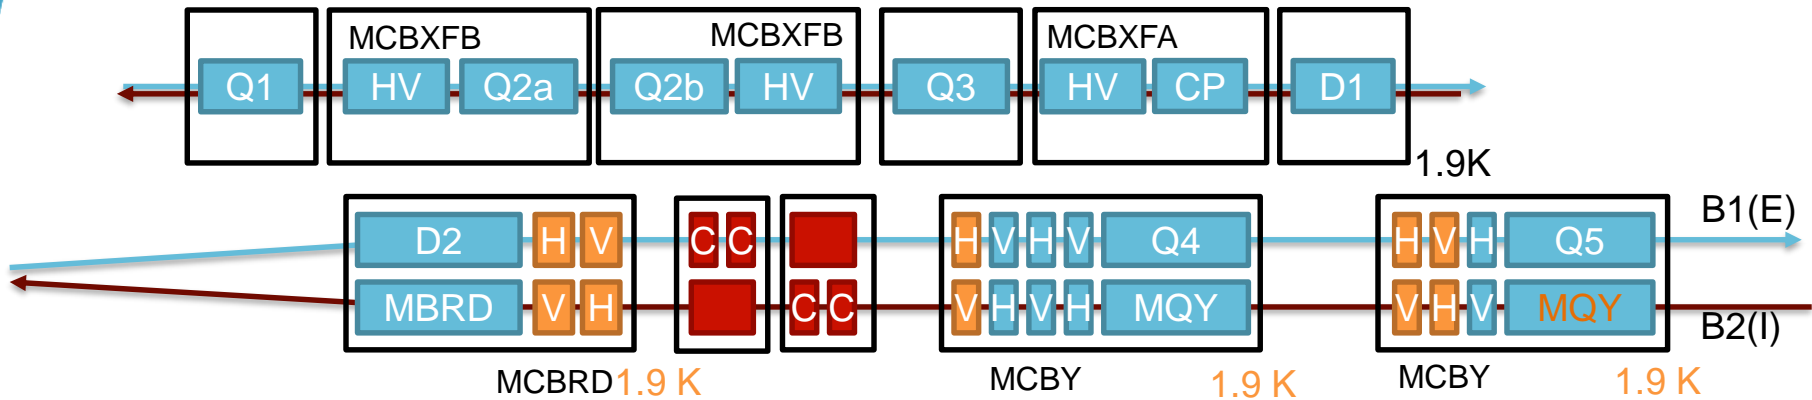 MCBXFB MCBXFB MCBXFA
Q1 HV Q2a Q2b HV Q3 HV CP D1
1.9K
B1(E)
D2 H V C C H V H V Q4 H V H Q5
MBRD V H C C V H V H MQY V H V MQY
B2(I)
MCBRD 1.9 K MCBY 1.9 K MCBY 1.9 K